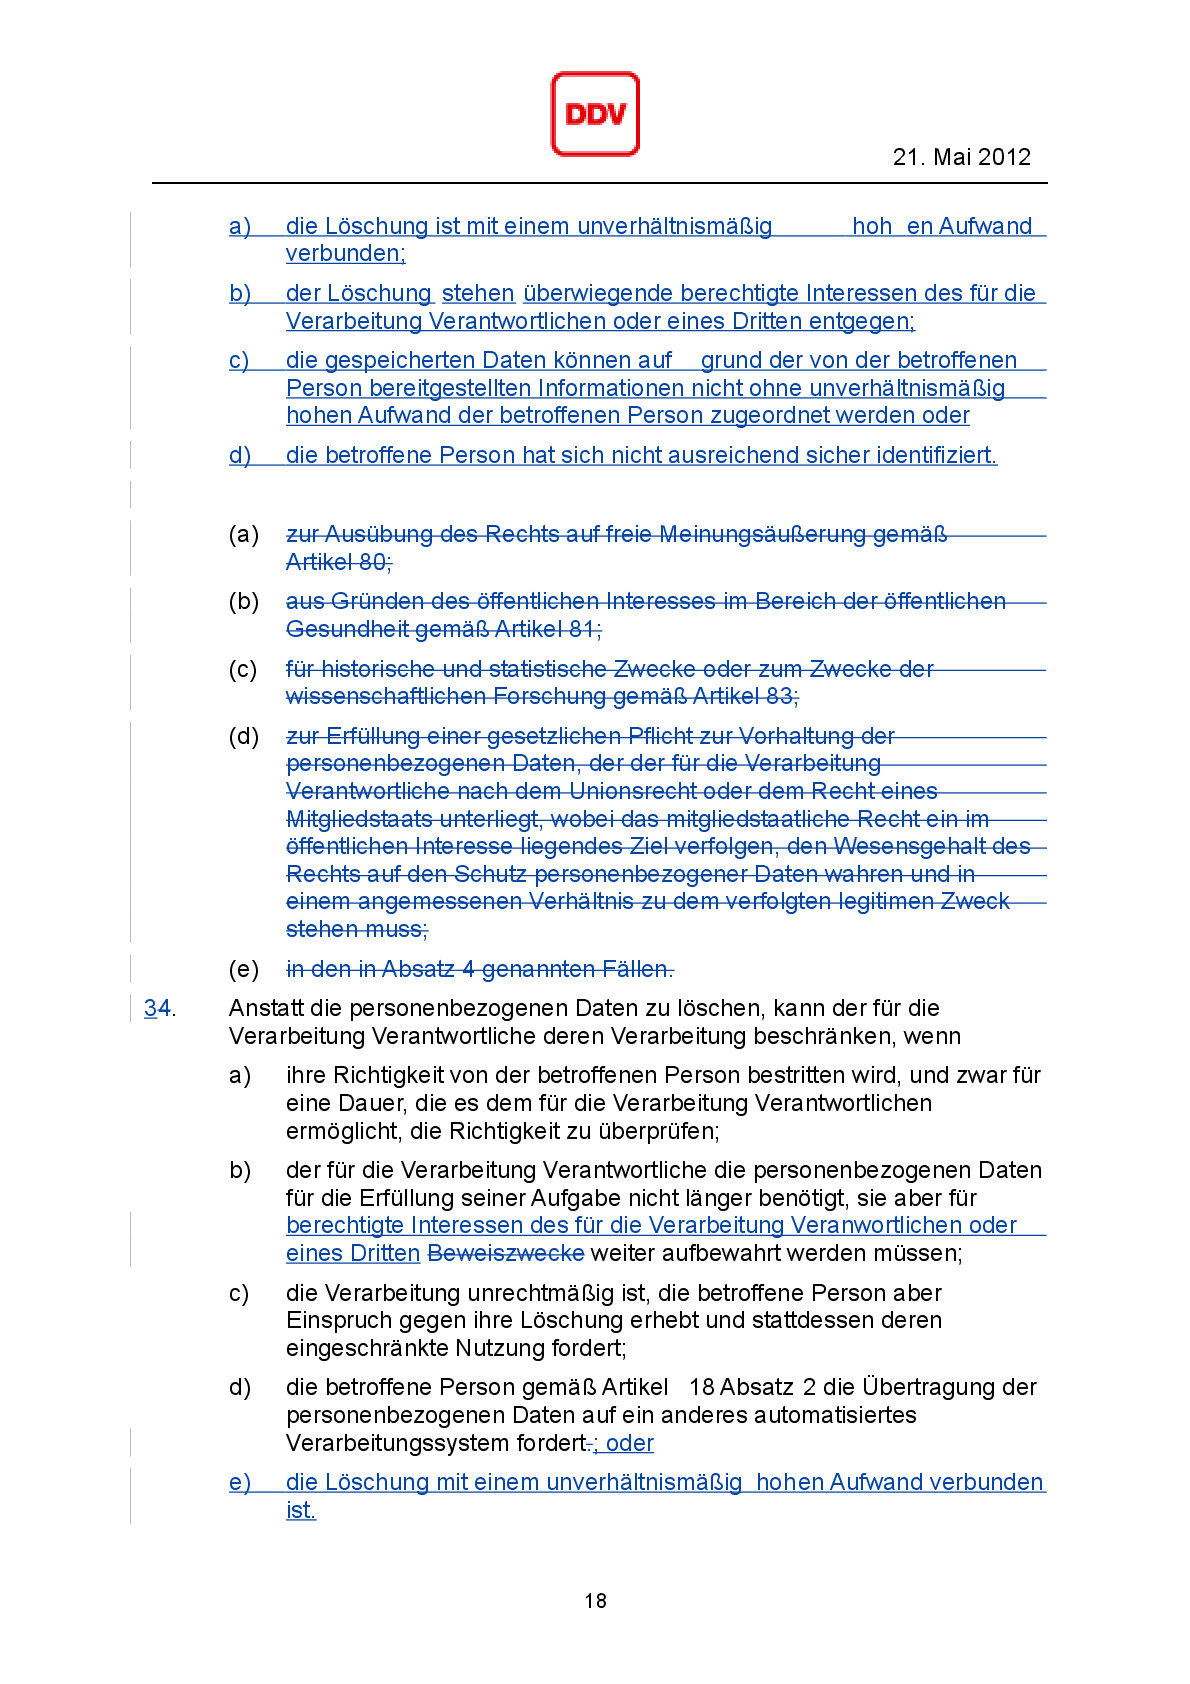 DDV
21. Mai 2012
a) die Löschung ist mit einem unverhältnismäßig hoh en Aufwand
verbunden;
b) der Löschung stehen überwiegende berechtigte Interessen des für die
Verarbeitung Verantwortlichen oder eines Dritten entgegen;
c) die gespeicherten Daten können auf grund der von der betroffenen
Person bereitgestellten Informationen nicht ohne unverhältnismäßig
hohen Aufwand der betroffenen Person zugeordnet werden oder
d) die betroffene Person hat sich nicht ausreichend sicher identifiziert.
(a) zur Ausübung des Rechts auf freie Meinungsäußerung gemäß
Artikel 80;
(b) aus Gründen des öffentlichen Interesses im Bereich der öffentlichen
Gesundheit gemäß Artikel 81;
(c) für historische und statistische Zwecke oder zum Zwecke der
wissenschaftlichen Forschung gemäß Artikel 83;
(d) zur Erfüllung einer gesetzlichen Pflicht zur Vorhaltung der
personenbezogenen Daten, der der für die Verarbeitung
Verantwortliche nach dem Unionsrecht oder dem Recht eines
Mitgliedstaats unterliegt, wobei das mitgliedstaatliche Recht ein im
öffentlichen Interesse liegendes Ziel verfolgen, den Wesensgehalt des
Rechts auf den Schutz personenbezogener Daten wahren und in
einem angemessenen Verhältnis zu dem verfolgten legitimen Zweck
stehen muss;
(e) in den in Absatz 4 genannten Fällen.
34. Anstatt die personenbezogenen Daten zu löschen, kann der für die
Verarbeitung Verantwortliche deren Verarbeitung beschränken, wenn
a) ihre Richtigkeit von der betroffenen Person bestritten wird, und zwar für
eine Dauer, die es dem für die Verarbeitung Verantwortlichen
ermöglicht, die Richtigkeit zu überprüfen;
b) der für die Verarbeitung Verantwortliche die personenbezogenen Daten
für die Erfüllung seiner Aufgabe nicht länger benötigt, sie aber für
berechtigte Interessen des für die Verarbeitung Veranwortlichen oder
eines Dritten Beweiszwecke weiter aufbewahrt werden müssen;
c) die Verarbeitung unrechtmäßig ist, die betroffene Person aber
Einspruch gegen ihre Löschung erhebt und stattdessen deren
eingeschränkte Nutzung fordert;
d) die betroffene Person gemäß Artikel 18 Absatz 2 die Übertragung der
personenbezogenen Daten auf ein anderes automatisiertes
Verarbeitungssystem fordert.; oder
e) die Löschung mit einem unverhältnismäßig hohen Aufwand verbunden
ist.
18